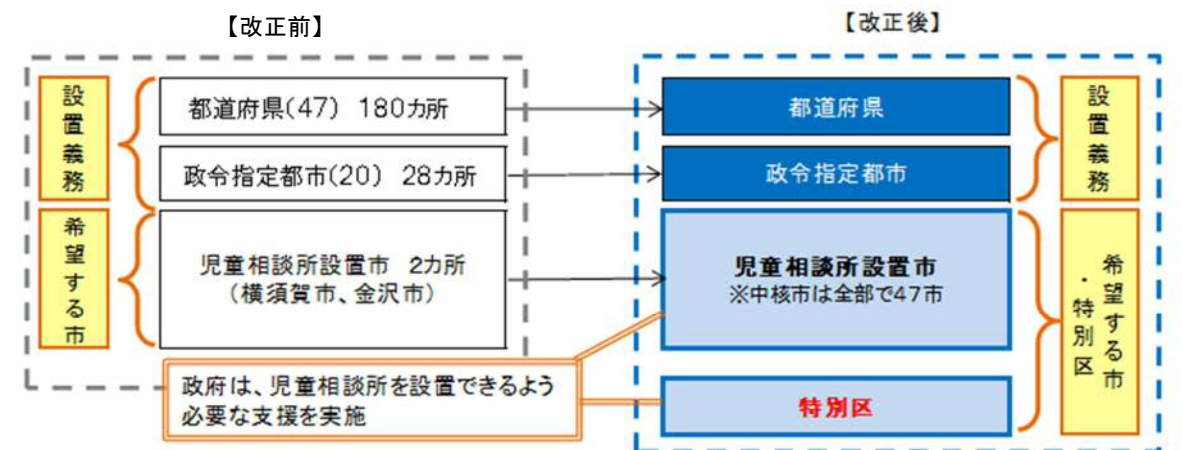 【改正前】
【改正後】
設置義務
都道府県(47) 180カ所
政令指定都市(20) 28カ所
希望する市
児童相談所設置市 2カ所
(横須賀市、金沢市)
政府は、児童相談所を設置できるよう
必要な支援を実施
都道府県
政令指定都市
設置義務
児童相談所設置市
※中核市は全部で47市
特別区
希望する市
・特別区